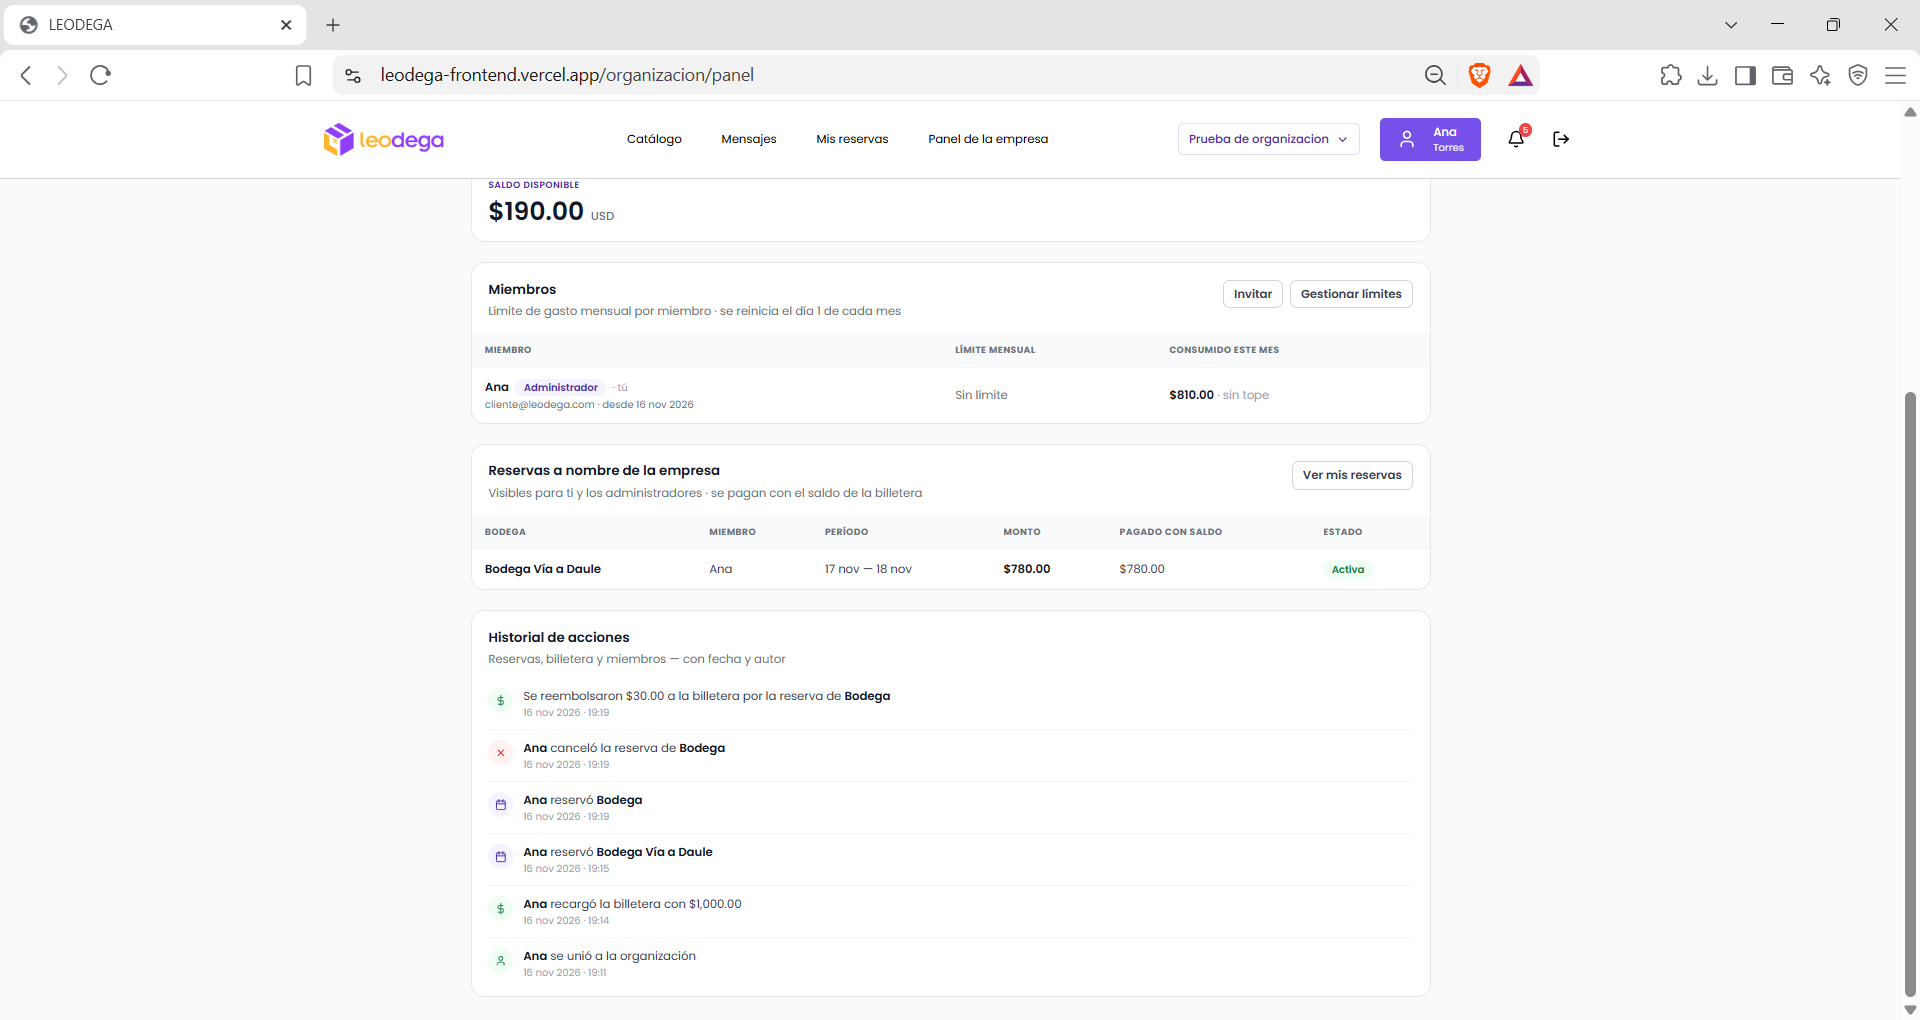 LEODEGA
leodega-frontend.vercel.app/organizacion/panel
leodega
Catálogo
Mensajes
Mis reservas
Panel de la empresa
Prueba de organizacion
Ana
Torres
5
SALDO DISPONIBLE
$190.00 USD
Miembros
Límite de gasto mensual por miembro · se reinicia el día 1 de cada mes
Invitar
Gestionar límites
MIEMBRO
LÍMITE MENSUAL
CONSUMIDO ESTE MES
Ana Administrador · tú
cliente@leodega.com · desde 16 nov 2026
Sin límite
$810.00 · sin tope
Reservas a nombre de la empresa
Visibles para ti y los administradores · se pagan con el saldo de la billetera
Ver mis reservas
BODEGA
MIEMBRO
PERÍODO
MONTO
PAGADO CON SALDO
ESTADO
Bodega Vía a Daule
Ana
17 nov — 18 nov
$780.00
$780.00
Activa
Historial de acciones
Reservas, billetera y miembros — con fecha y autor
Se reembolsaron $30.00 a la billetera por la reserva de Bodega
16 nov 2026 · 19:19
Ana canceló la reserva de Bodega
16 nov 2026 · 19:19
Ana reservó Bodega
16 nov 2026 · 19:19
Ana reservó Bodega Vía a Daule
16 nov 2026 · 19:15
Ana recargó la billetera con $1,000.00
16 nov 2026 · 19:14
Ana se unió a la organización
16 nov 2026 · 19:11